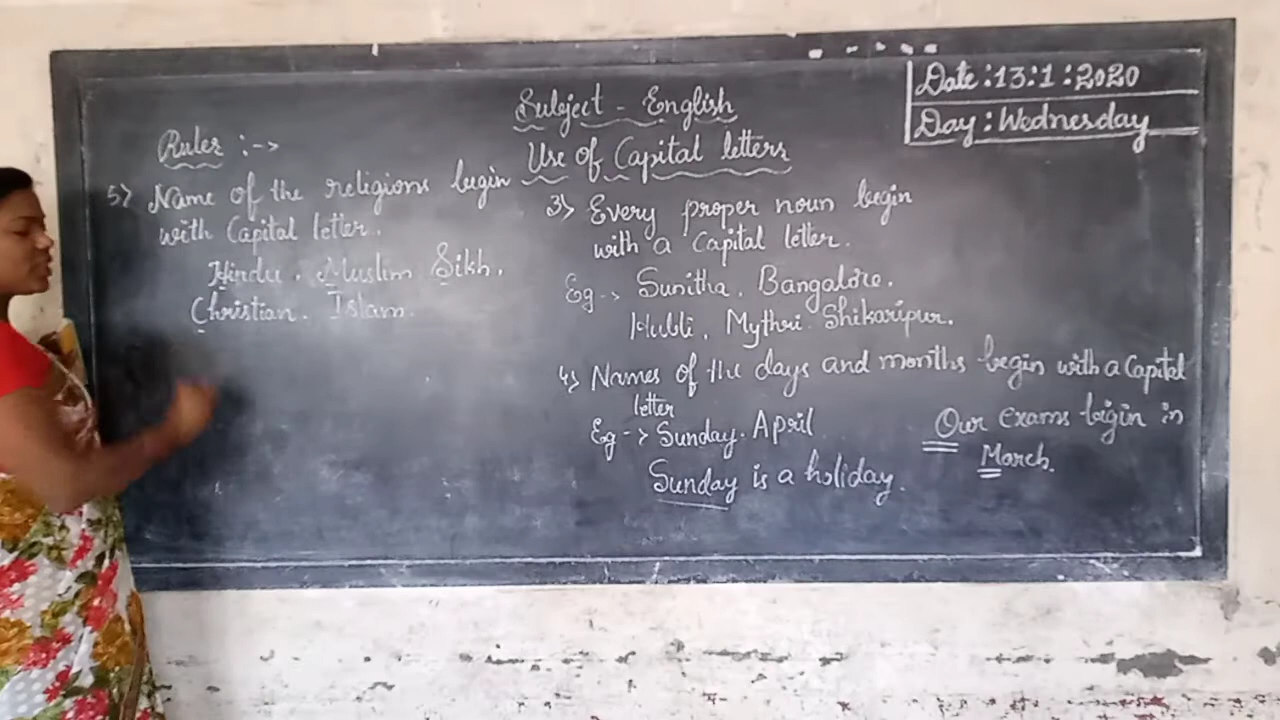 Date : 13 : 1 : 2020
Day : Wednesday
Subject - English
Use of Capital letters
Rules :->
5> Name of the religions begin
with Capital letter.
Hindu. Muslim Sikh.
Christian. Islam.
3> Every proper noun begin
with a Capital letter.
Eg -> Sunitha. Bangalore.
Hubli. Mythri Shikaripur.
4> Names of the days and months begin with a Capital
letter
Eg -> Sunday. April
Sunday is a holiday.
Our exams bigin in
March.